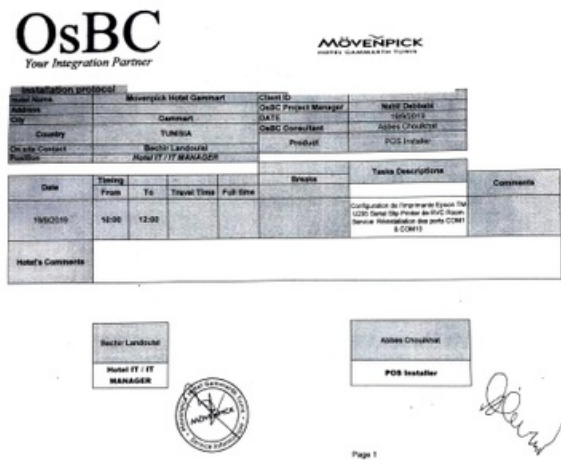 OsBC
Your Integration Partner
MÖVENPICK
HOTEL GAMMARTH TUNIS
Installation protocol
Hotel Name Movenpick Hotel Gammart Client ID
Address OsBC Project Manager Nabil Debbabi
City Gammart DATE 19/9/2019
Country TUNISIA OsBC Consultant Abbes Choukhat
Product POS Installer
On site Contact Bechir Landoulsi
Position Hotel IT / IT MANAGER
Date Timing Breaks Tasks Descriptions Comments
From To Travel Time Full time
19/9/2019 10:00 12:00
Configuration de l'imprimante Epson TM
U295 Serial Slip Printer de RVC Room
Service Réinstallation des ports COM1
& COM10
Hotel's Comments
Bechir Landoulsi
Hotel IT / IT
MANAGER
Abbes Choukhat
POS Installer
MÖVENPICK
Page 1